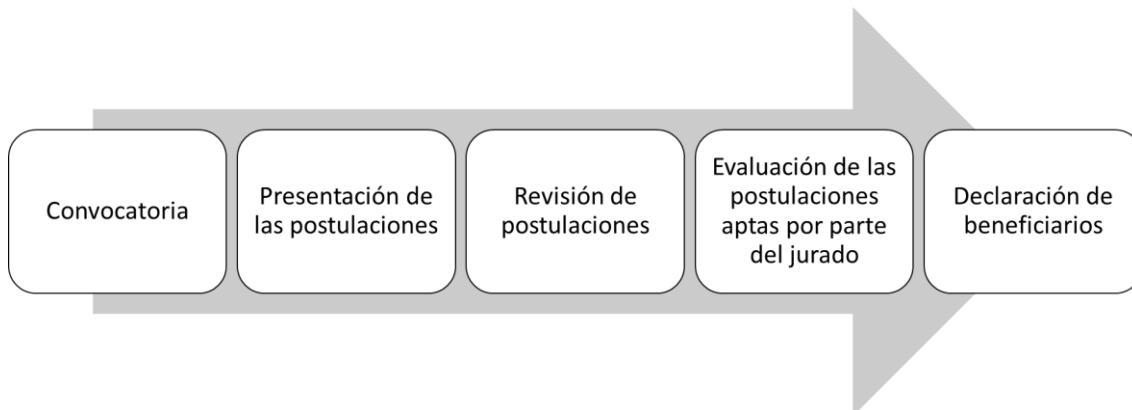 Convocatoria
Presentación de
las postulaciones
Revisión de
postulaciones
Evaluación de las
postulaciones
aptas por parte
del jurado
Declaración de
beneficiarios